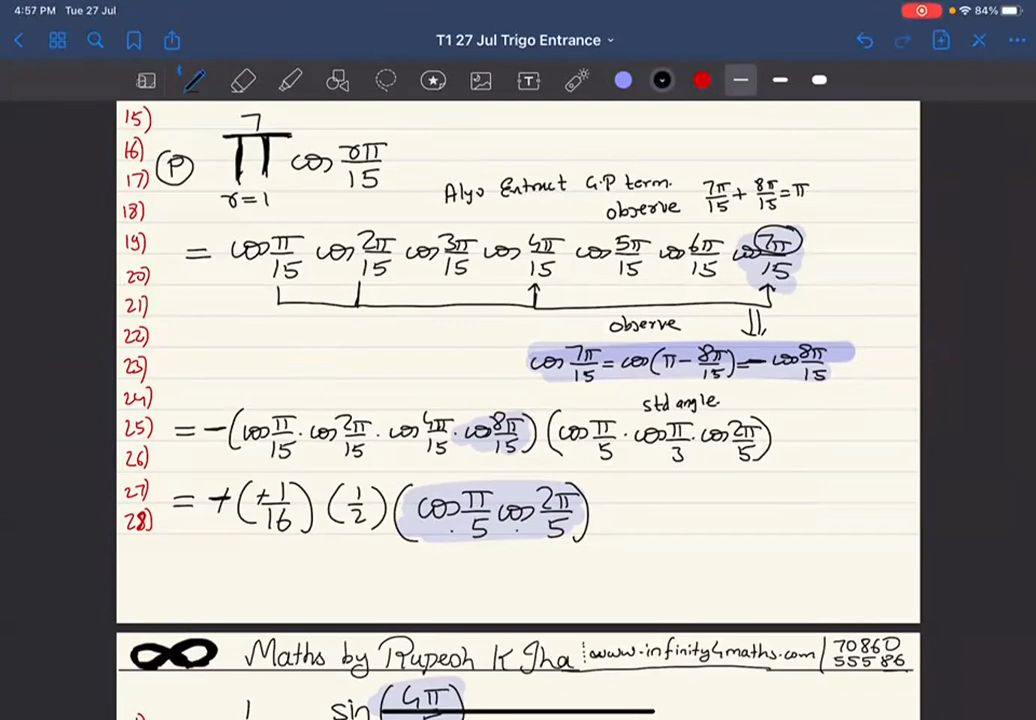 4:57 PM Tue 27 Jul 84%
T1 27 Jul Trigo Entrance
15)
16)
17)
18)
19)
20)
21)
22)
23)
24)
25)
26)
27)
28)
(P) 7 ∏ r=1 cos rπ/15
Alyo Entract G.P term.
observe 7π/15 + 8π/15 = π
= cos π/15 cos 2π/15 cos 3π/15 cos 4π/15 cos 5π/15 cos 6π/15 cos 7π/15
observe ⇓
cos 7π/15 = cos (π - 8π/15) = - cos 8π/15
std angle
= - (cos π/15 · cos 2π/15 · cos 4π/15 · cos 8π/15) (cos π/5 · cos π/3 · cos 2π/5)
= + (+1/16) (1/2) (cos π/5 cos 2π/5)
∞ Maths by Rupesh K Jha www.infinity4maths.com / 70860 55586
1 sin (4π